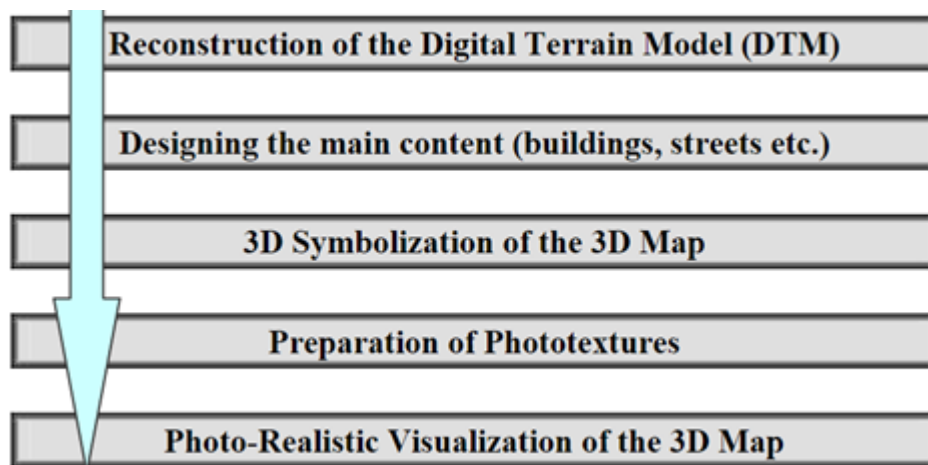 Reconstruction of the Digital Terrain Model (DTM)
Designing the main content (buildings, streets etc.)
3D Symbolization of the 3D Map
Preparation of Phototextures
Photo-Realistic Visualization of the 3D Map